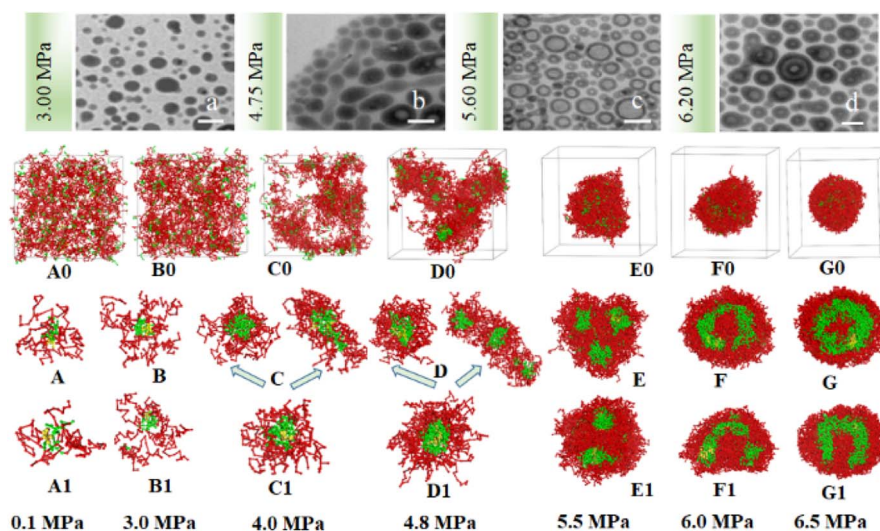 3.00 MPa
a
4.75 MPa
b
5.60 MPa
c
6.20 MPa
d
A0 B0 C0 D0 E0 F0 G0
A B C D E F G
A1 B1 C1 D1 E1 F1 G1
0.1 MPa 3.0 MPa 4.0 MPa 4.8 MPa 5.5 MPa 6.0 MPa 6.5 MPa